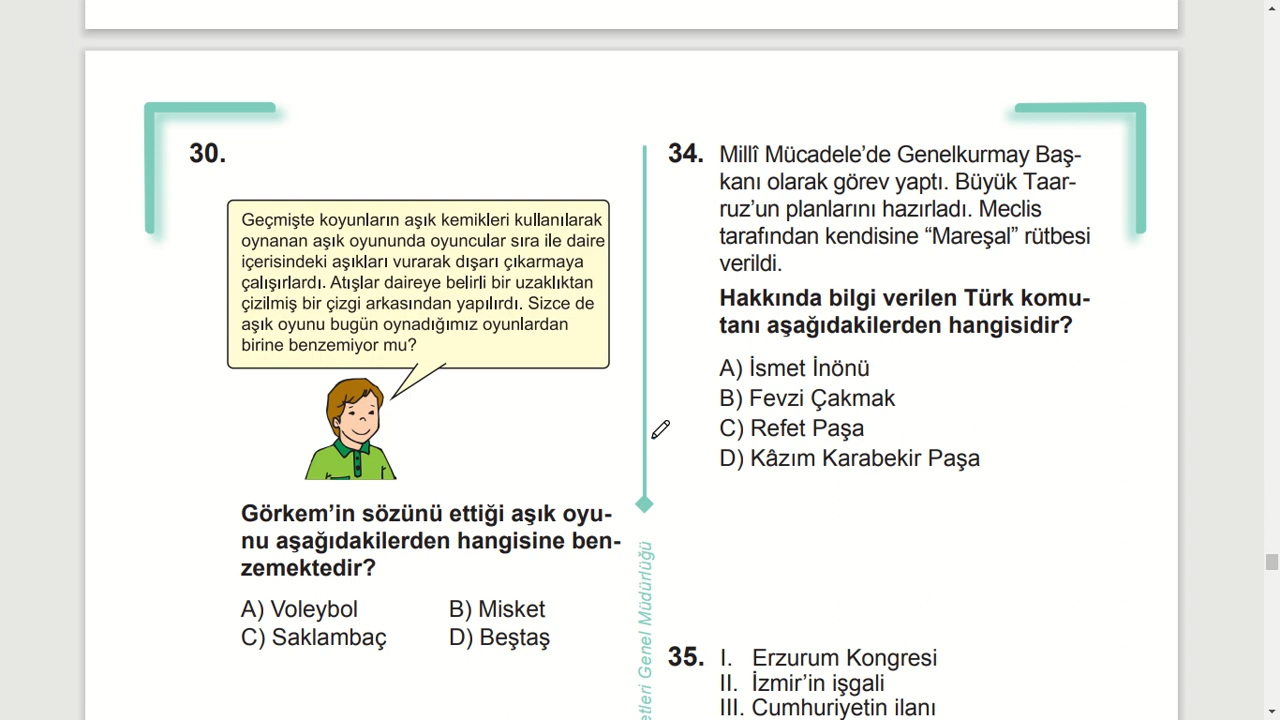 30.
Geçmişte koyunların aşık kemikleri kullanılarak
oynanan aşık oyununda oyuncular sıra ile daire
içerisindeki aşıkları vurarak dışarı çıkarmaya
çalışırlardı. Atışlar daireye belirli bir uzaklıktan
çizilmiş bir çizgi arkasından yapılırdı. Sizce de
aşık oyunu bugün oynadığımız oyunlardan
birine benzemiyor mu?
Görkem’in sözünü ettiği aşık oyu-
nu aşağıdakilerden hangisine ben-
zemektedir?
A) Voleybol B) Misket
C) Saklambaç D) Beştaş
etleri Genel Müdürlüğü
34. Millî Mücadele’de Genelkurmay Baş-
kanı olarak görev yaptı. Büyük Taar-
ruz’un planlarını hazırladı. Meclis
tarafından kendisine “Mareşal” rütbesi
verildi.
Hakkında bilgi verilen Türk komu-
tanı aşağıdakilerden hangisidir?
A) İsmet İnönü
B) Fevzi Çakmak
C) Refet Paşa
D) Kâzım Karabekir Paşa
35. I. Erzurum Kongresi
II. İzmir’in işgali
III. Cumhuriyetin ilanı